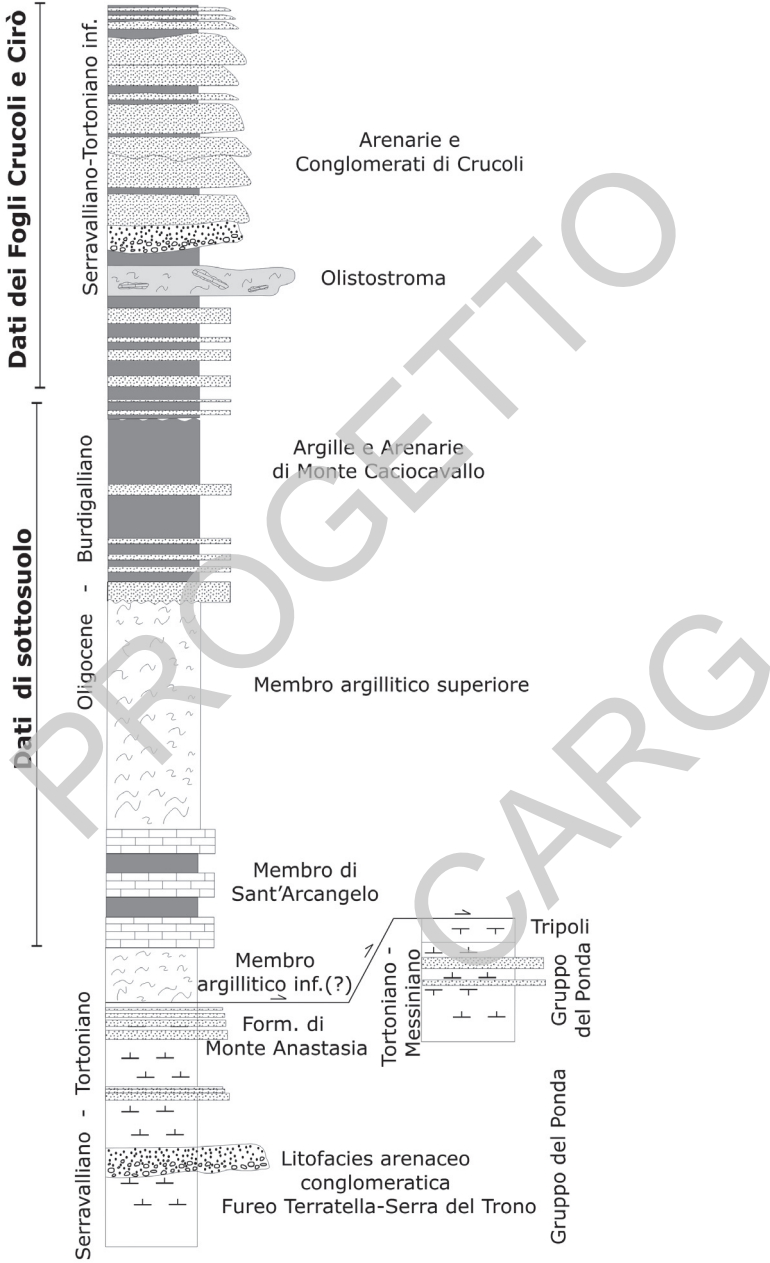 Dati dei Fogli Crucoli e Cirò
Serravalliano-Tortoniano inf.
Arenarie e
Conglomerati di Crucoli
Olistostroma
Argille e Arenarie
di Monte Caciocavallo
Dati di sottosuolo
Oligocene - Burdigalliano
Membro argillitico superiore
Membro di
Sant'Arcangelo
Membro
argillitico inf.(?)
Form. di
Monte Anastasia
Tortoniano -
Messiniano
Tripoli
Gruppo
del Ponda
Serravalliano - Tortoniano
Litofacies arenaceo
conglomeratica
Fureo Terratella-Serra del Trono
Gruppo del Ponda
PROGETTO
CARG